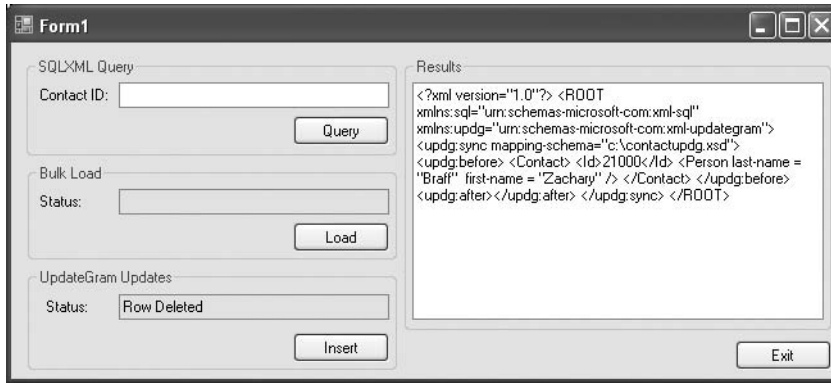 Form1
SQLXML Query
Contact ID:
Query
Bulk Load
Status:
Load
UpdateGram Updates
Status: Row Deleted
Insert
Results
<?xml version="1.0"?> <ROOT
xmlns:sql="urn:schemas-microsoft-com:xml-sql"
xmlns:updg="urn:schemas-microsoft-com:xml-updategram">
<updg:sync mapping-schema="c:\contactupdg.xsd">
<updg:before> <Contact> <Id>21000</Id> <Person last-name =
"Braff" first-name = "Zachary" /> </Contact> </updg:before>
<updg:after></updg:after> </updg:sync> </ROOT>
Exit